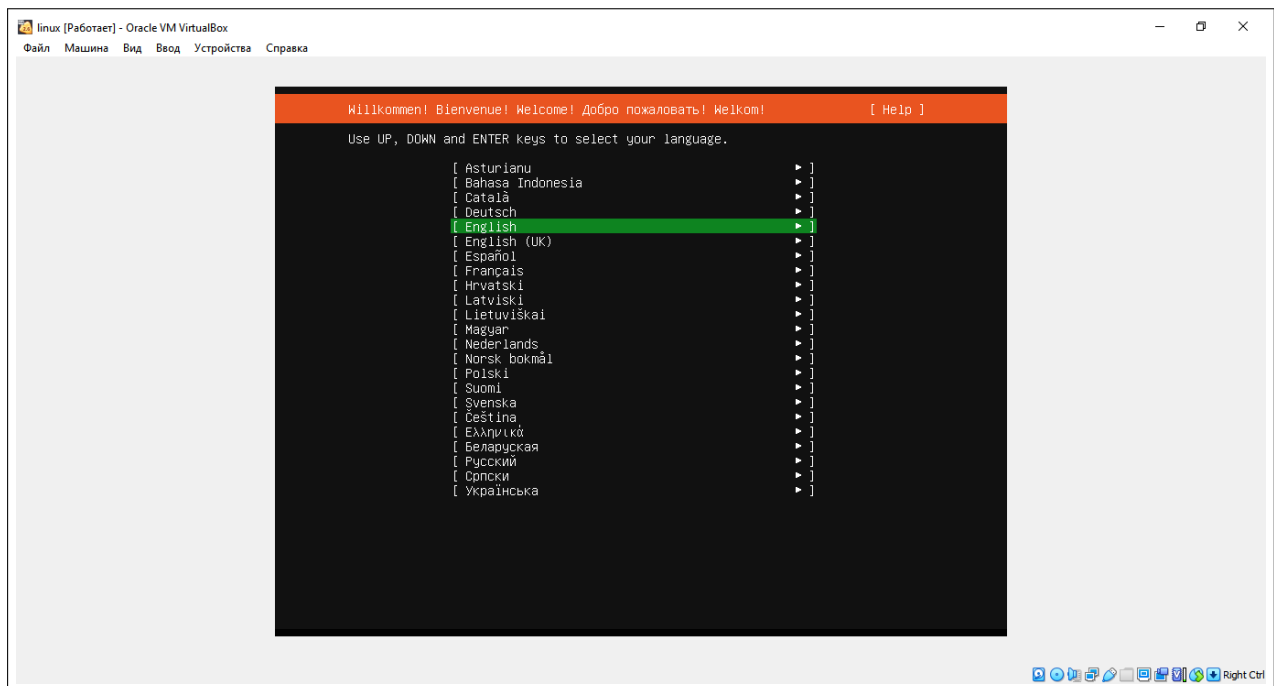 linux [Работает] - Oracle VM VirtualBox
Файл Машина Вид Ввод Устройства Справка
Willkommen! Bienvenue! Welcome! Добро пожаловать! Welkom! [ Help ]
Use UP, DOWN and ENTER keys to select your language.
[ Asturianu ► ]
[ Bahasa Indonesia ► ]
[ Català ► ]
[ Deutsch ► ]
[ English ► ]
[ English (UK) ► ]
[ Español ► ]
[ Français ► ]
[ Hrvatski ► ]
[ Latviski ► ]
[ Lietuviškai ► ]
[ Magyar ► ]
[ Nederlands ► ]
[ Norsk bokmål ► ]
[ Polski ► ]
[ Suomi ► ]
[ Svenska ► ]
[ Čeština ► ]
[ Ελληνικά ► ]
[ Беларуская ► ]
[ Русский ► ]
[ Српски ► ]
[ Українська ► ]
Right Ctrl